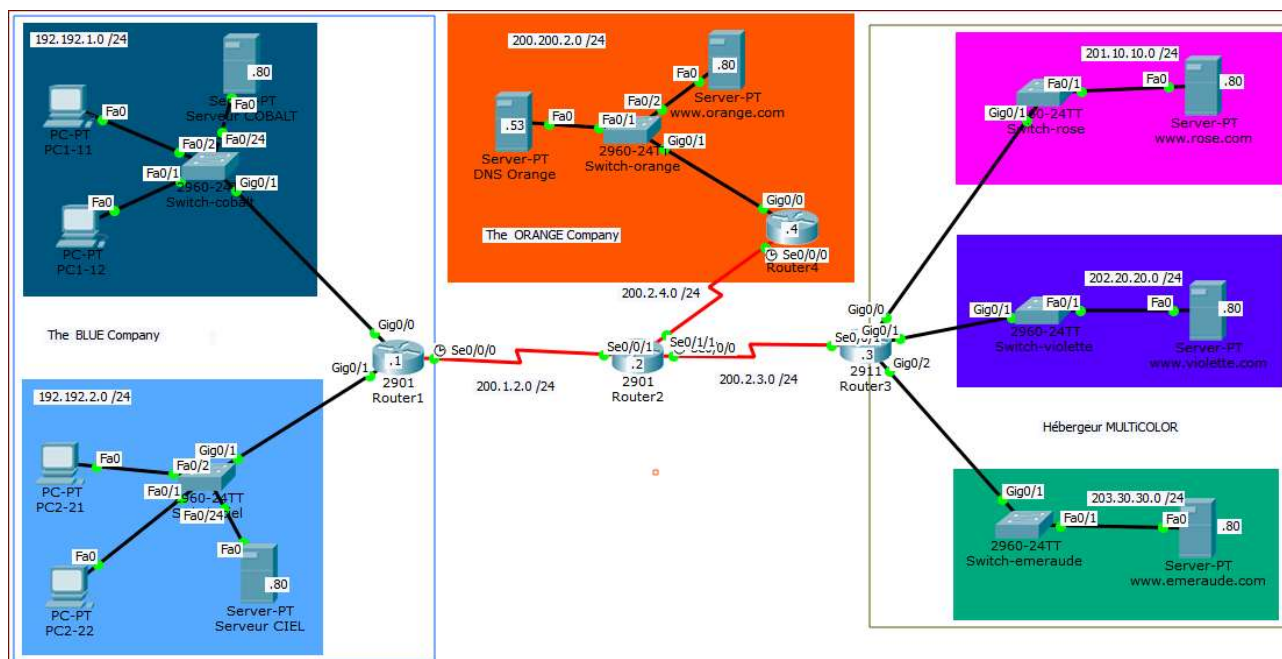 192.192.1.0 /24
.80
Server-PT
Serveur COBALT
Fa0
Fa0
PC-PT
PC1-11
Fa0/2
Fa0/24
Fa0/1
Gig0/1
Switch-cobalt
Fa0
PC-PT
PC1-12
The BLUE Company
Gig0/0
Gig0/1
.1
Se0/0/0
2901
Router1
200.1.2.0 /24
192.192.2.0 /24
Gig0/1
Fa0
Fa0/2
PC-PT
PC2-21
Fa0/1
Fa0/24
Fa0
Fa0
PC-PT
PC2-22
.80
Server-PT
Serveur CIEL
200.200.2.0 /24
.80
Fa0
Server-PT
www.orange.com
Fa0/2
.53
Fa0
Fa0/1
Gig0/1
Server-PT
DNS Orange
2960-24TT
Switch-orange
Gig0/0
The ORANGE Company
.4
Se0/0/0
Router4
200.2.4.0 /24
Se0/0/1
Se0/1/1
.2
2901
Router2
200.2.3.0 /24
Gig0/0
Gig0/1
.3
Gig0/2
2911
Router3
201.10.10.0 /24
Fa0/1
Fa0
.80
Gig0/1
Switch-rose
Server-PT
www.rose.com
202.20.20.0 /24
Gig0/1
Fa0/1
Fa0
.80
2960-24TT
Switch-violette
Server-PT
www.violette.com
Hébergeur MULTiCOLOR
203.30.30.0 /24
Gig0/1
Fa0/1
Fa0
.80
2960-24TT
Switch-emeraude
Server-PT
www.emeraude.com